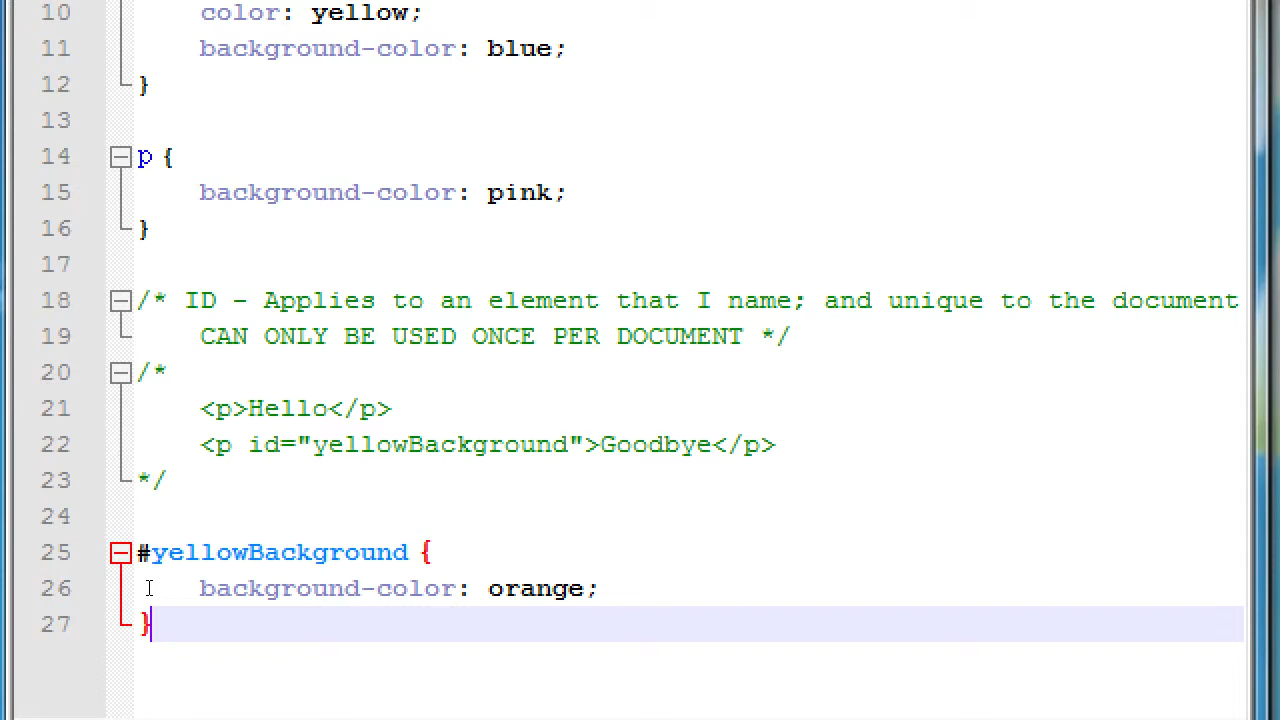 10 color: yellow;
11 background-color: blue;
12 }
13
14 p {
15 background-color: pink;
16 }
17
18 /* ID - Applies to an element that I name; and unique to the document
19 CAN ONLY BE USED ONCE PER DOCUMENT */
20 /*
21 <p>Hello</p>
22 <p id="yellowBackground">Goodbye</p>
23 */
24
25 #yellowBackground {
26 background-color: orange;
27 }